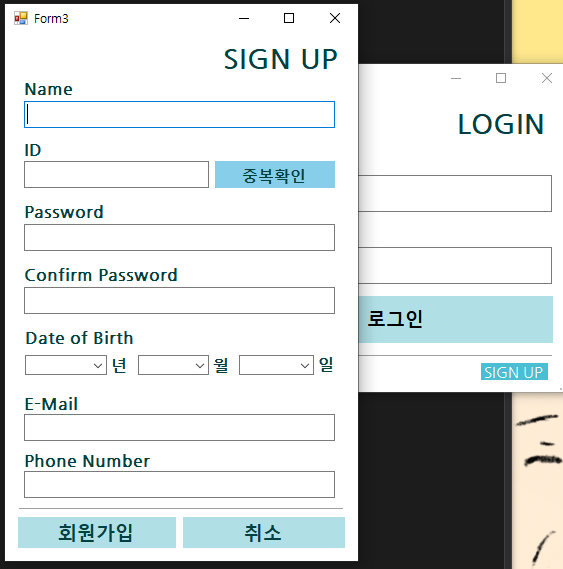 Form3
SIGN UP
Name
ID
중복확인
Password
Confirm Password
Date of Birth
년 월 일
E-Mail
Phone Number
회원가입 취소
LOGIN
로그인
SIGN UP